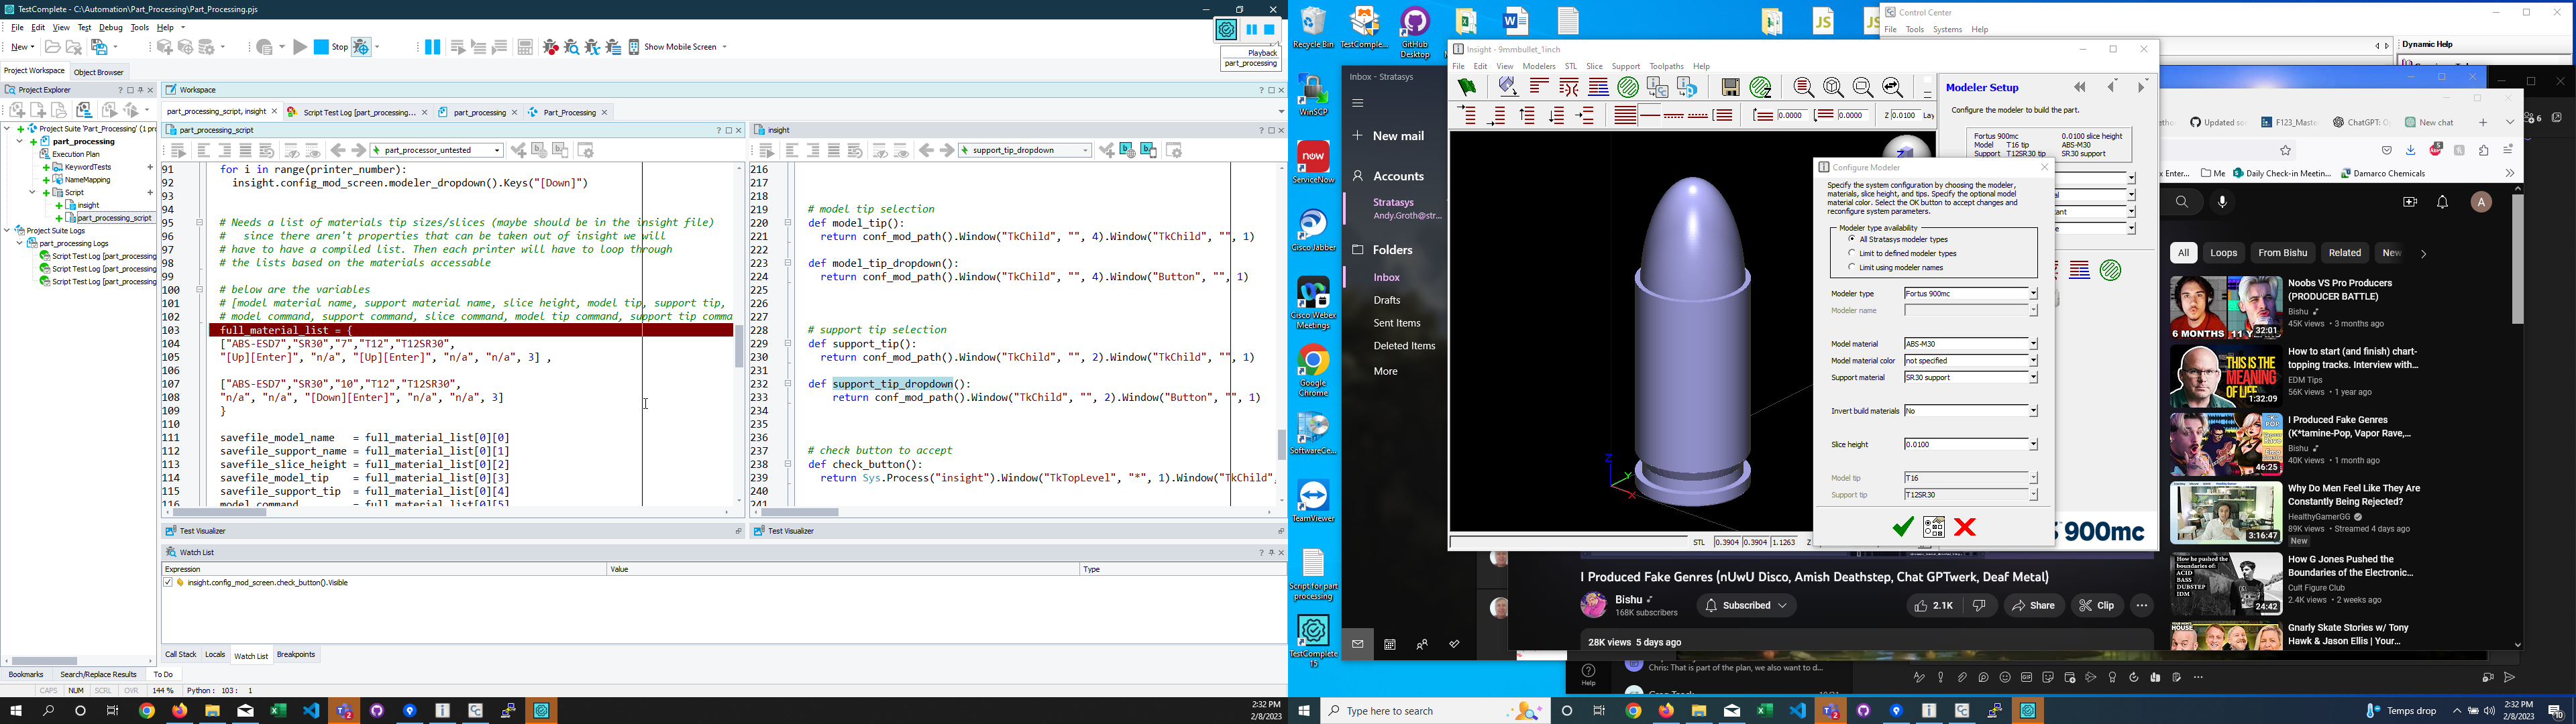 TestComplete - C:\Automation\Part_Processing\Part_Processing.pjs
File Edit View Test Debug Tools Help
New
Stop
Show Mobile Screen
Playback
part_processing
Project Workspace Object Browser
Project Explorer
Project Suite 'Part_Processing' (1 pro
part_processing
Execution Plan
KeywordTests
NameMapping
Script
insight
part_processing_script
Project Suite Logs
part_processing Logs
Script Test Log [part_processing
Script Test Log [part_processing
Script Test Log [part_processing
Workspace
part_processing_script, insight
Script Test Log [part_processing...
part_processing
Part_Processing
part_processing_script
part_processor_untested
91 for i in range(printer_number):
92 insight.config_mod_screen.modeler_dropdown().Keys("[Down]")
93
94
95 # Needs a list of materials tip sizes/slices (maybe should be in the insight file)
96 # since there aren't properties that can be taken out of insight we will
97 # have to have a compiled list. Then each printer will have to loop through
98 # the lists based on the materials accessable
99
100 # below are the variables
101 # [model material name, support material name, slice height, model tip, support tip,
102 # model command, support command, slice command, model tip command, support tip comma
103 full_material_list = {
104 ["ABS-ESD7","SR30","7","T12","T12SR30",
105 "[Up][Enter]", "n/a", "[Up][Enter]", "n/a", "n/a", 3] ,
106
107 ["ABS-ESD7","SR30","10","T12","T12SR30",
108 "n/a", "n/a", "[Down][Enter]", "n/a", "n/a", 3]
109 }
110
111 savefile_model_name = full_material_list[0][0]
112 savefile_support_name = full_material_list[0][1]
113 savefile_slice_height = full_material_list[0][2]
114 savefile_model_tip = full_material_list[0][3]
115 savefile_support_tip = full_material_list[0][4]
116 model_command = full_material_list[0][5]
insight
support_tip_dropdown
216
217
218
219 # model tip selection
220 def model_tip():
221 return conf_mod_path().Window("TkChild", "", 4).Window("TkChild", "", 1)
222
223 def model_tip_dropdown():
224 return conf_mod_path().Window("TkChild", "", 4).Window("Button", "", 1)
225
226
227
228 # support tip selection
229 def support_tip():
230 return conf_mod_path().Window("TkChild", "", 2).Window("TkChild", "", 1)
231
232 def support_tip_dropdown():
233 return conf_mod_path().Window("TkChild", "", 2).Window("Button", "", 1)
234
235
236
237 # check button to accept
238 def check_button():
239 return Sys.Process("insight").Window("TkTopLevel", "*", 1).Window("TkChild",
240
241
Test Visualizer
Test Visualizer
Watch List
Expression Value Type
insight.config_mod_screen.check_button().Visible
Call Stack Locals Watch List Breakpoints
Bookmarks Search/Replace Results To Do
CAPS NUM SCRL OVR 144 % Python : 103 : 1
2:32 PM
2/8/2023
Recycle Bin
TestComple...
GitHub
Desktop
WinSCP
ServiceNow
Cisco Jabber
Cisco Webex
Meetings
Google
Chrome
SoftwareCe...
TeamViewer
Script for part
processing
TestComplete
15
Inbox - Stratasys
New mail
Accounts
Stratasys
Andy.Groth@str...
Folders
Inbox
Drafts
Sent Items
Deleted Items
More
Insight - 9mmbullet_1inch
File Edit View Modelers STL Slice Support Toolpaths Help
0.0000
0.0000
Z 0.0100 Lay
Modeler Setup
Configure the modeler to build the part.
Fortus 900mc 0.0100 slice height
Model T16 tip ABS-M30
Support T12SR30 tip SR30 support
Configure Modeler
Specify the system configuration by choosing the modeler,
materials, slice height, and tips. Specify the optional model
material color. Select the OK button to accept changes and
reconfigure system parameters.
Modeler type availability
All Stratasys modeler types
Limit to defined modeler types
Limit using modeler names
Modeler type Fortus 900mc
Modeler name
Model material ABS-M30
Model material color not specified
Support material SR30 support
Invert build materials No
Slice height 0.0100
Model tip T16
Support tip T12SR30
900mc
STL 0.3904 0.3904 1.1263 Z
Control Center
File Tools Systems Help
Dynamic Help
Updated so
F123_Maste
ChatGPT: O
New chat
Me
Daily Check-in Meetin...
Damarco Chemicals
All Loops From Bishu Related New
Noobs VS Pro Producers
(PRODUCER BATTLE)
Bishu
45K views • 3 months ago
6 MONTHS 11 YE
32:01
How to start (and finish) chart-
topping tracks. Interview with...
EDM Tips
56K views • 1 year ago
THIS IS THE
MEANING
OF LIFE
1:32:09
I Produced Fake Genres
(K*tamine-Pop, Vapor Rave,...
Bishu
40K views • 1 month ago
46:25
Why Do Men Feel Like They Are
Constantly Being Rejected?
HealthyGamerGG
89K views • Streamed 4 days ago
New
3:16:47
How G Jones Pushed the
Boundaries of the Electronic...
Cult Figure Club
2.4K views • 2 weeks ago
ACID
BASS
DUBSTEP
IDM
24:42
Gnarly Skate Stories w/ Tony
Hawk & Jason Ellis | Your...
I Produced Fake Genres (nUwU Disco, Amish Deathstep, Chat GPTwerk, Deaf Metal)
Bishu
168K subscribers
Subscribed
2.1K
Share
Clip
28K views 5 days ago
Help
Chris: That is part of the plan, we also want to d...
Type here to search
Temps drop
2:32 PM
2/8/2023